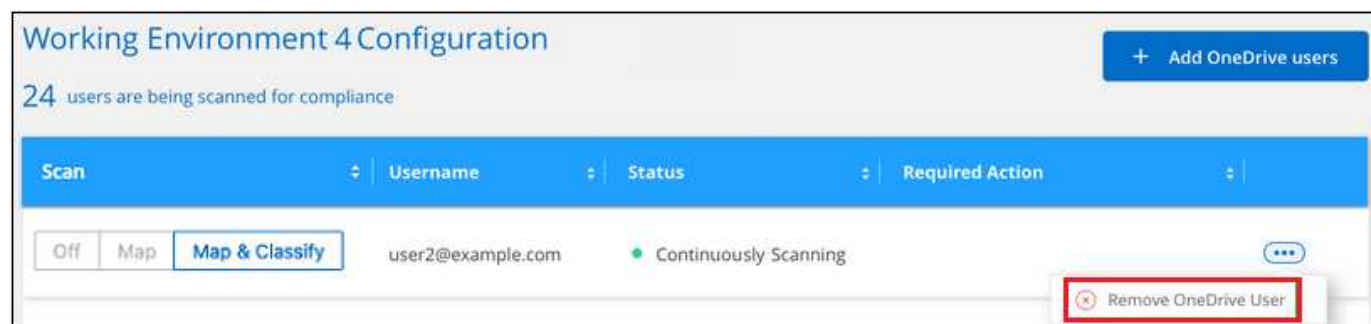 Working Environment 4 Configuration
+ Add OneDrive users
24 users are being scanned for compliance
Scan Username Status Required Action
Off Map Map & Classify user2@example.com Continuously Scanning
Remove OneDrive User